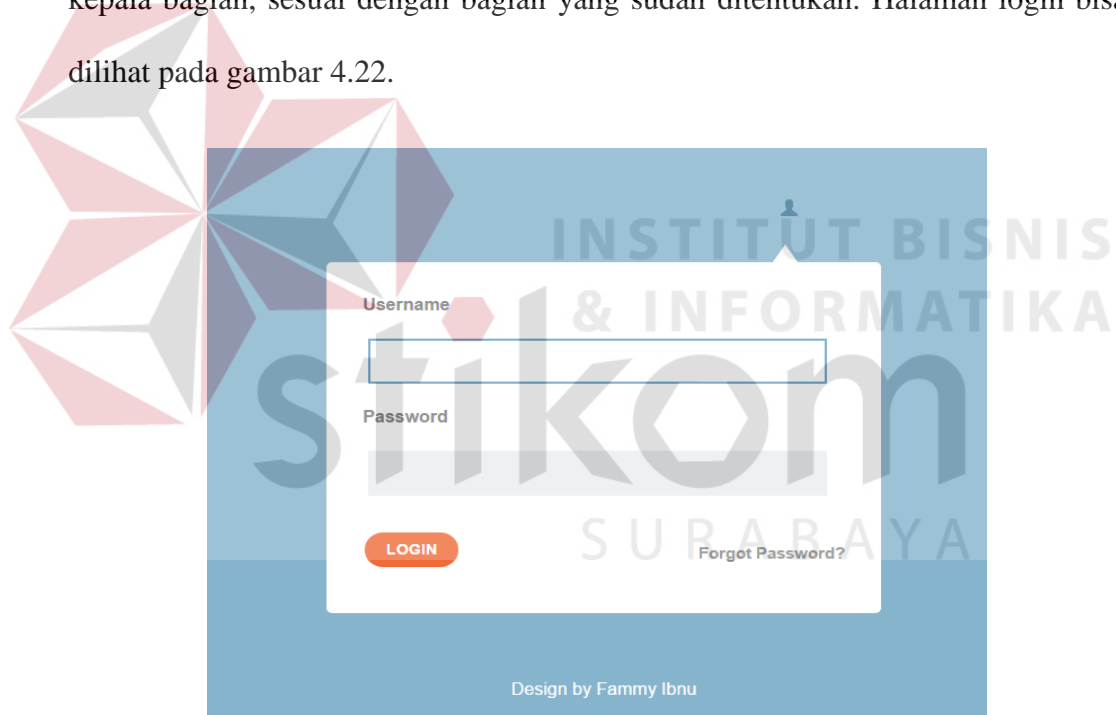 kepala bagian, sesuai dengan bagian yang sudah ditentukan. Halaman login bisa
dilihat pada gambar 4.22.
INSTITUT BISNIS
& INFORMATIKA
stikom
SURABAYA
Username
Password
LOGIN
Forgot Password?
Design by Fammy Ibnu